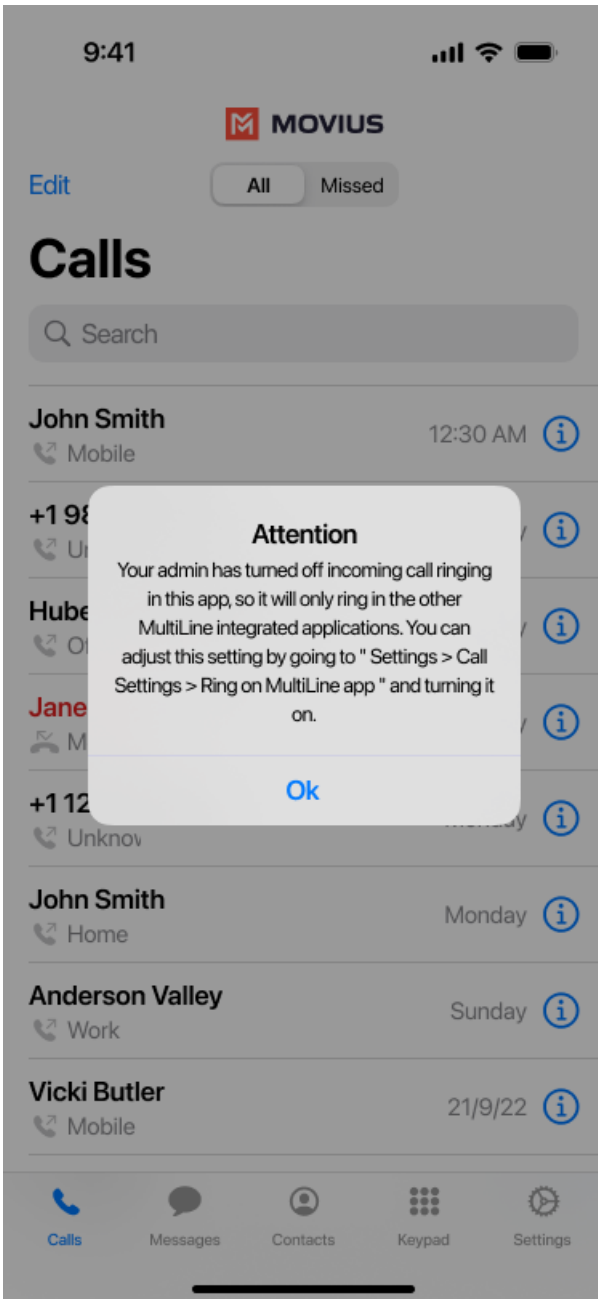 9:41
MOVIUS
Edit
All Missed
Calls
Search
John Smith
12:30 AM
Mobile
+1
Attention
Your admin has turned off incoming call ringing
in this app, so it will only ring in the other
MultiLine integrated applications. You can
adjust this setting by going to " Settings > Call
Settings > Ring on MultiLine app " and turning it
on.
Ok
Jane
+1 12
John Smith
Monday
Home
Anderson Valley
Sunday
Work
Vicki Butler
21/9/22
Mobile
Calls Messages Contacts Keypad Settings